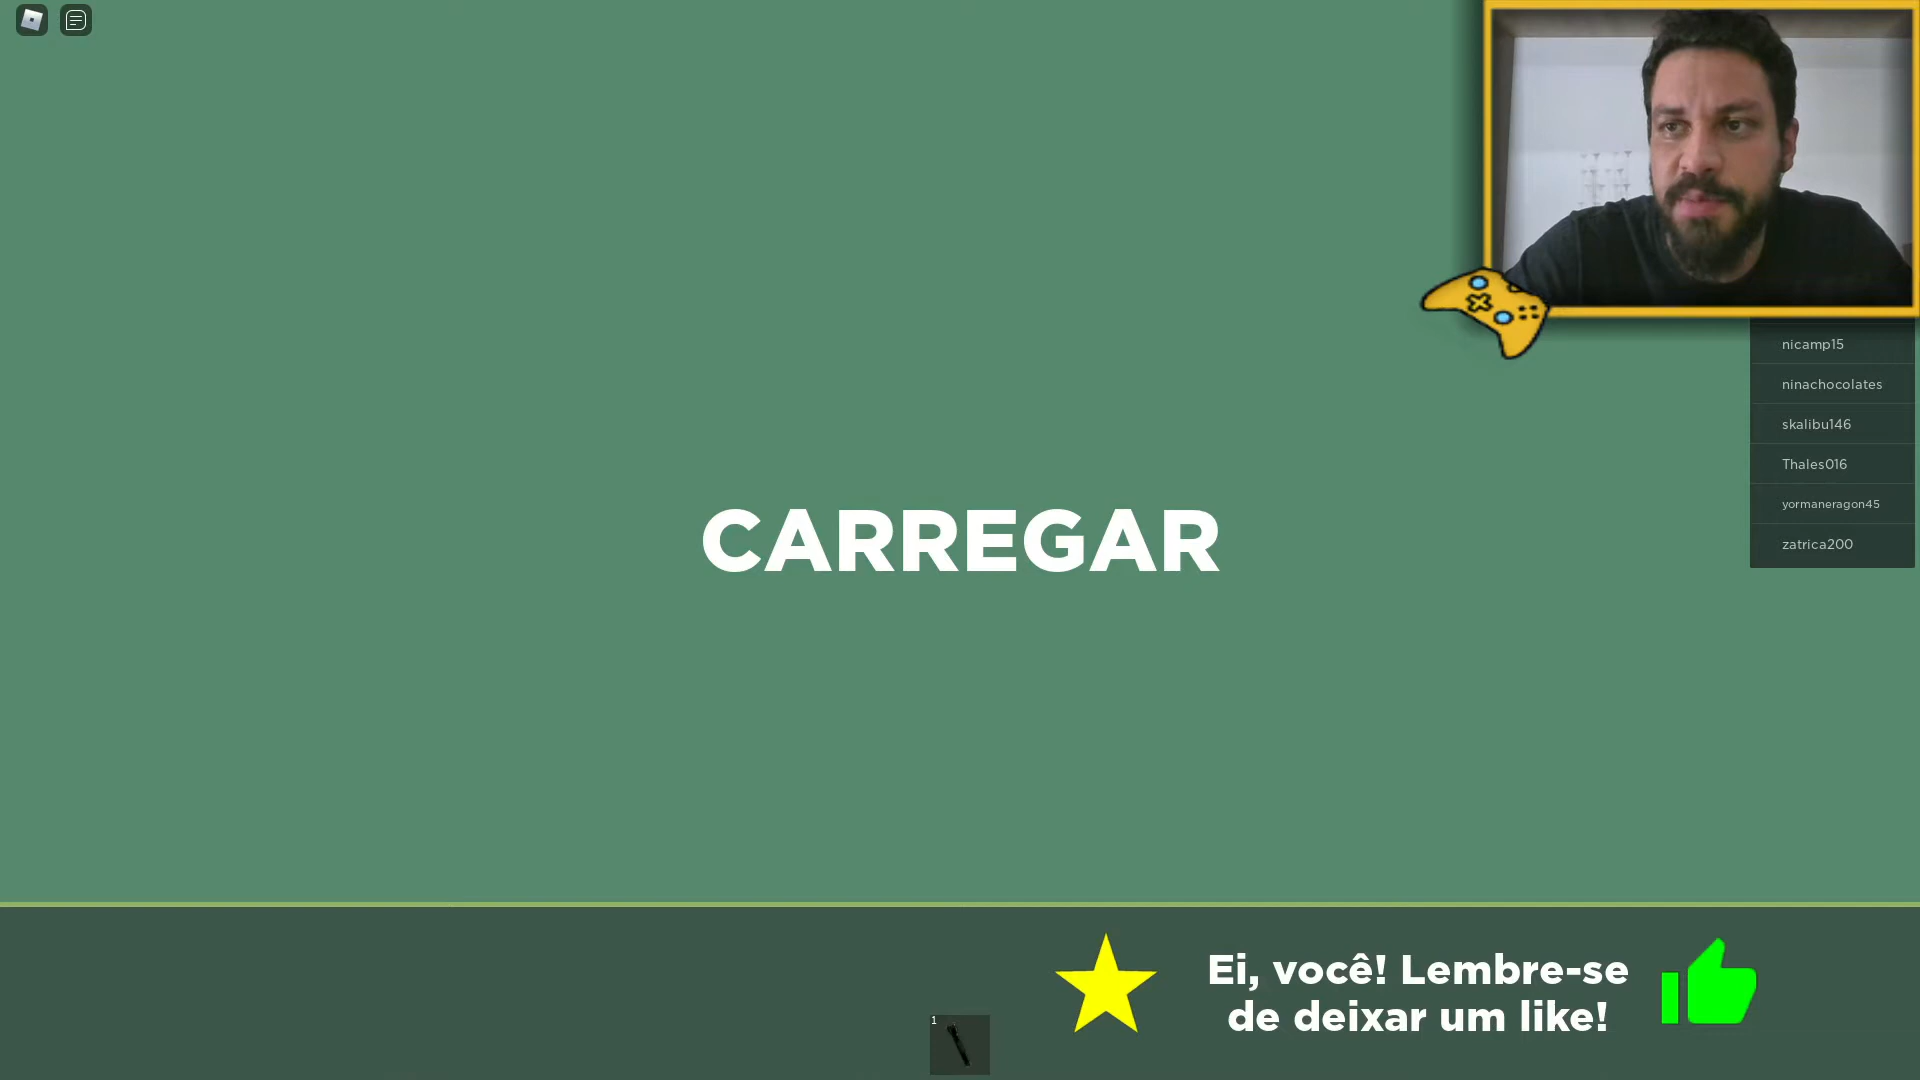 nicamp15
ninachocolates
skalibu146
Thales016
yormaneragon45
zatrica200
CARREGAR
Ei, você! Lembre-se
de deixar um like!
1